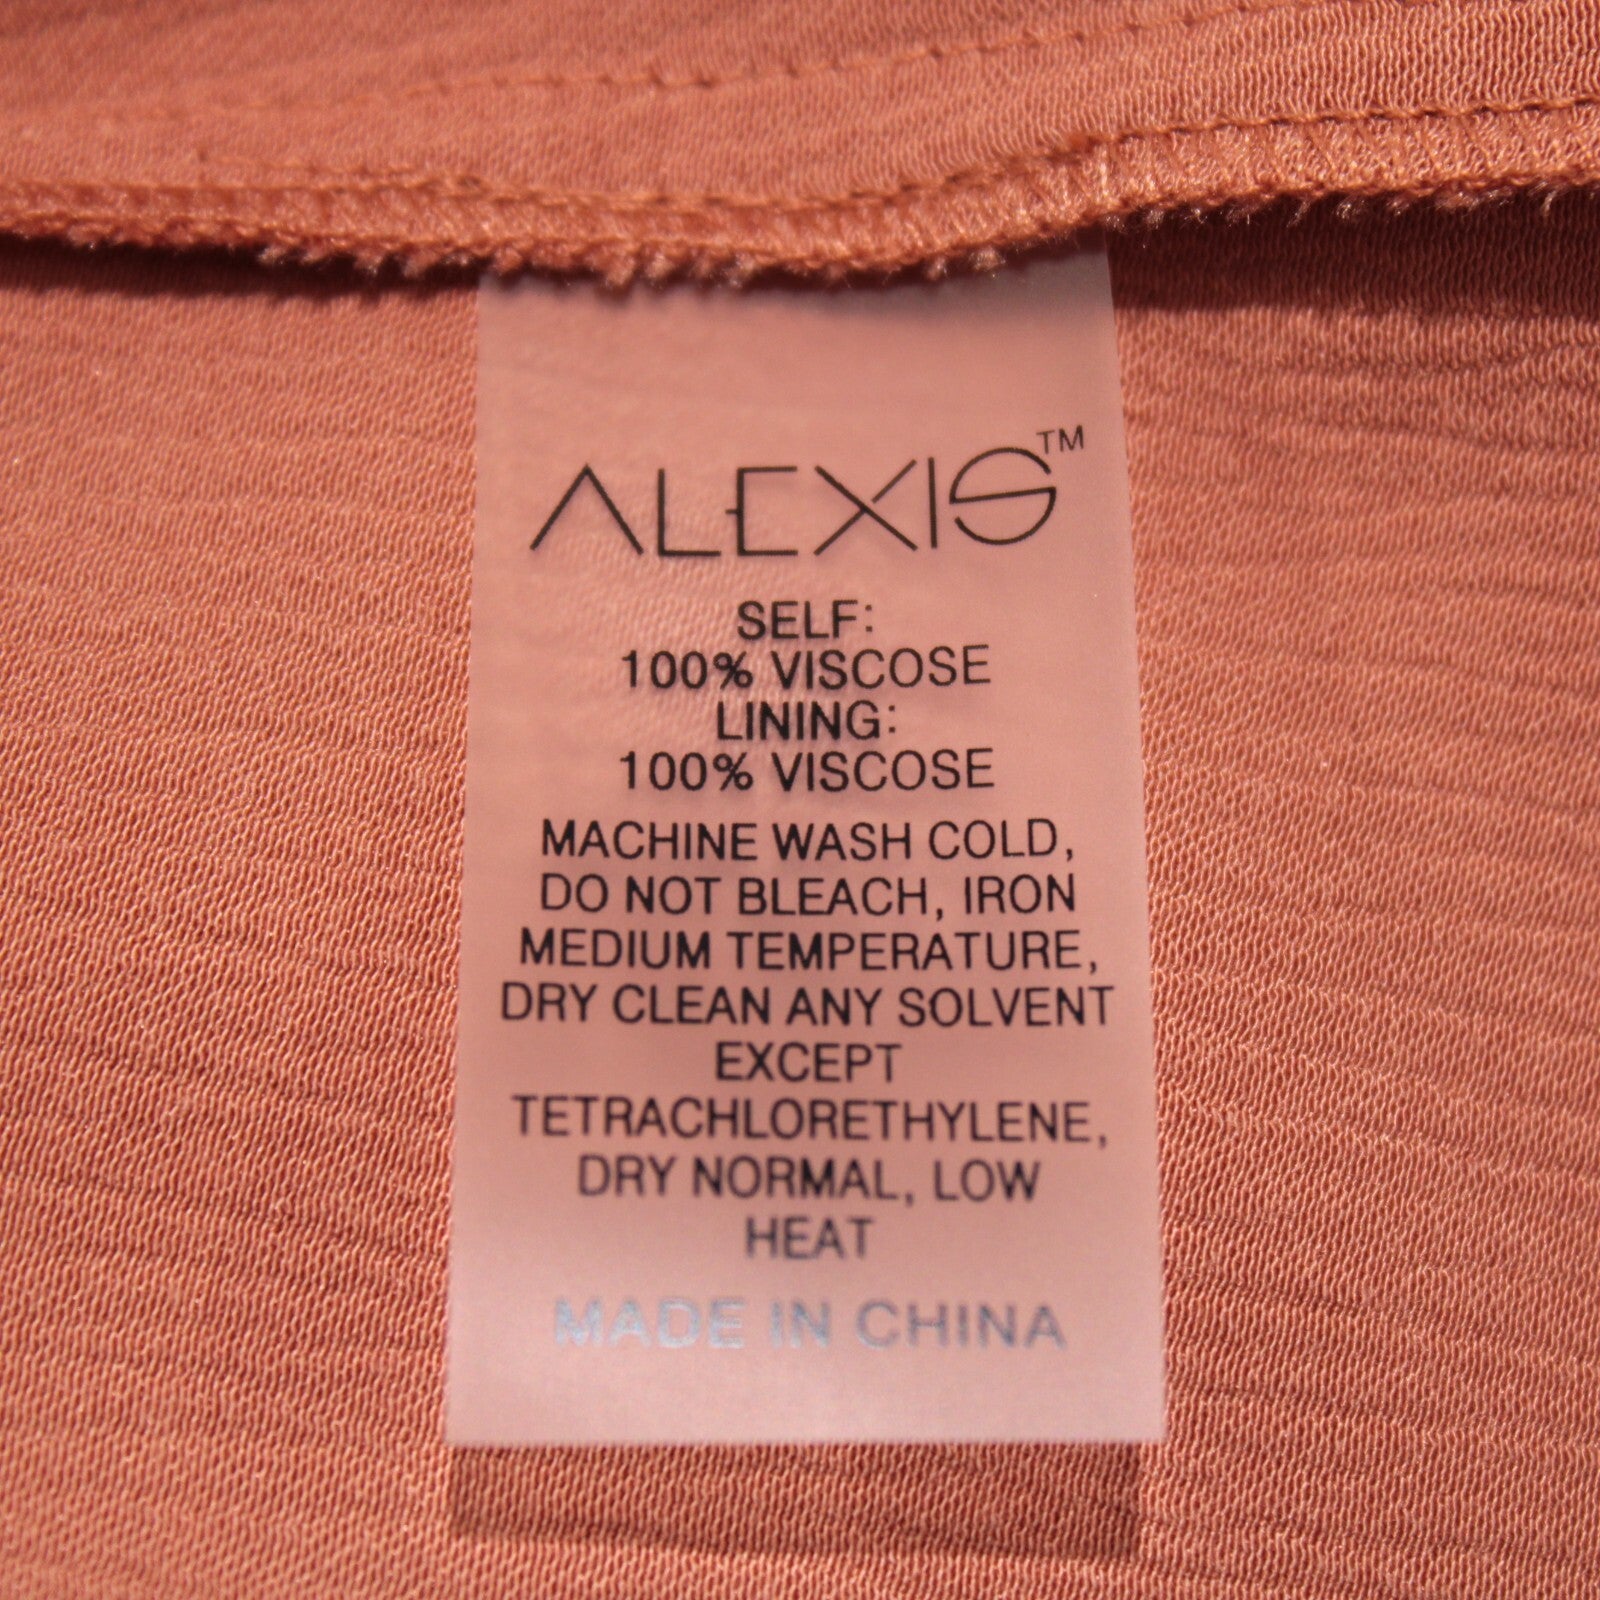 ALEXIS™
SELF:
100% VISCOSE
LINING:
100% VISCOSE
MACHINE WASH COLD,
DO NOT BLEACH, IRON
MEDIUM TEMPERATURE,
DRY CLEAN ANY SOLVENT
EXCEPT
TETRACHLORETHYLENE,
DRY NORMAL, LOW
HEAT
MADE IN CHINA